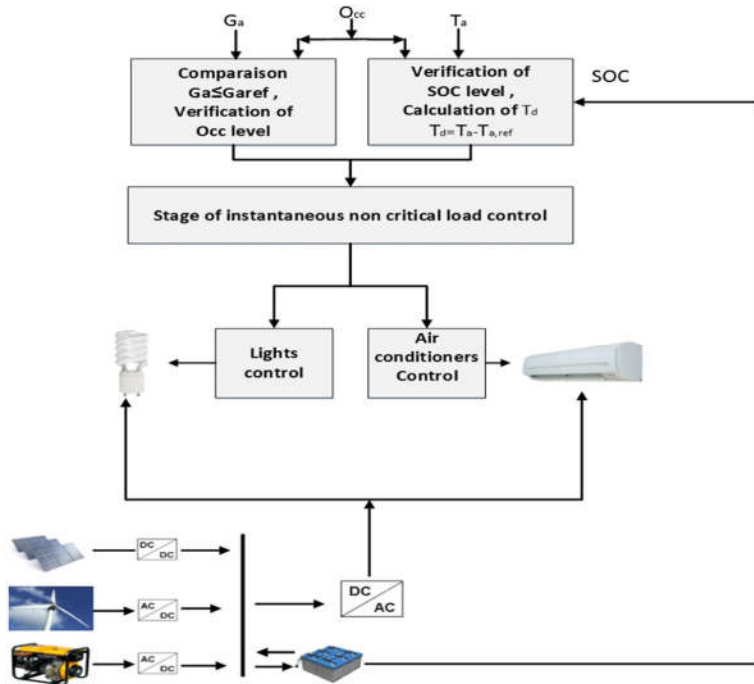 Ga
Occ
Ta
Comparaison
Ga≤Garef ,
Verification of
Occ level
Verification of
SOC level ,
Calculation of Td
Td=Ta-Ta,ref
SOC
Stage of instantaneous non critical load control
Lights
control
Air
conditioners
Control
DC
DC
AC
DC
DC
AC
AC
DC